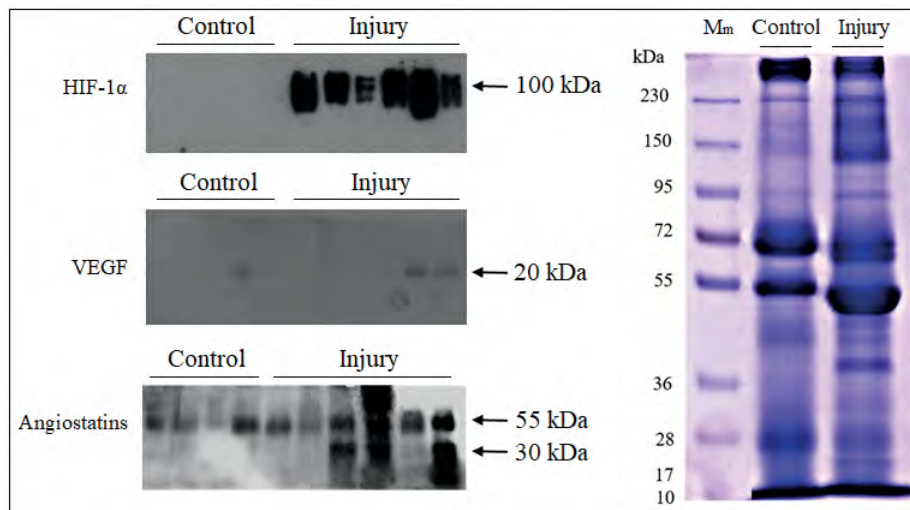 Control Injury
HIF-1α
100 kDa
Control Injury
VEGF
20 kDa
Control Injury
Angiostatins
55 kDa
30 kDa
Mm Control Injury
kDa
230
150
95
72
55
36
28
17
10